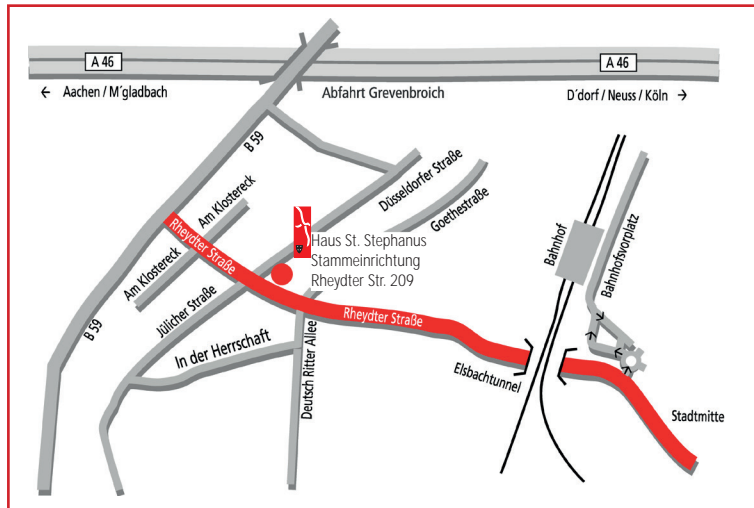 A 46
A 46
← Aachen / M´gladbach
Abfahrt Grevenbroich
D´dorf / Neuss / Köln →
B 59
Düsseldorfer Straße
Am Klostereck
Goethestraße
Rheydter Straße
Haus St. Stephanus
Stammeinrichtung
Rheydter Str. 209
Bahnhof
Bahnhofsvorplatz
Am Klostereck
Jülicher Straße
Rheydter Straße
B 59
In der Herrschaft
Deutsch Ritter Allee
Elsbachtunnel
Stadtmitte